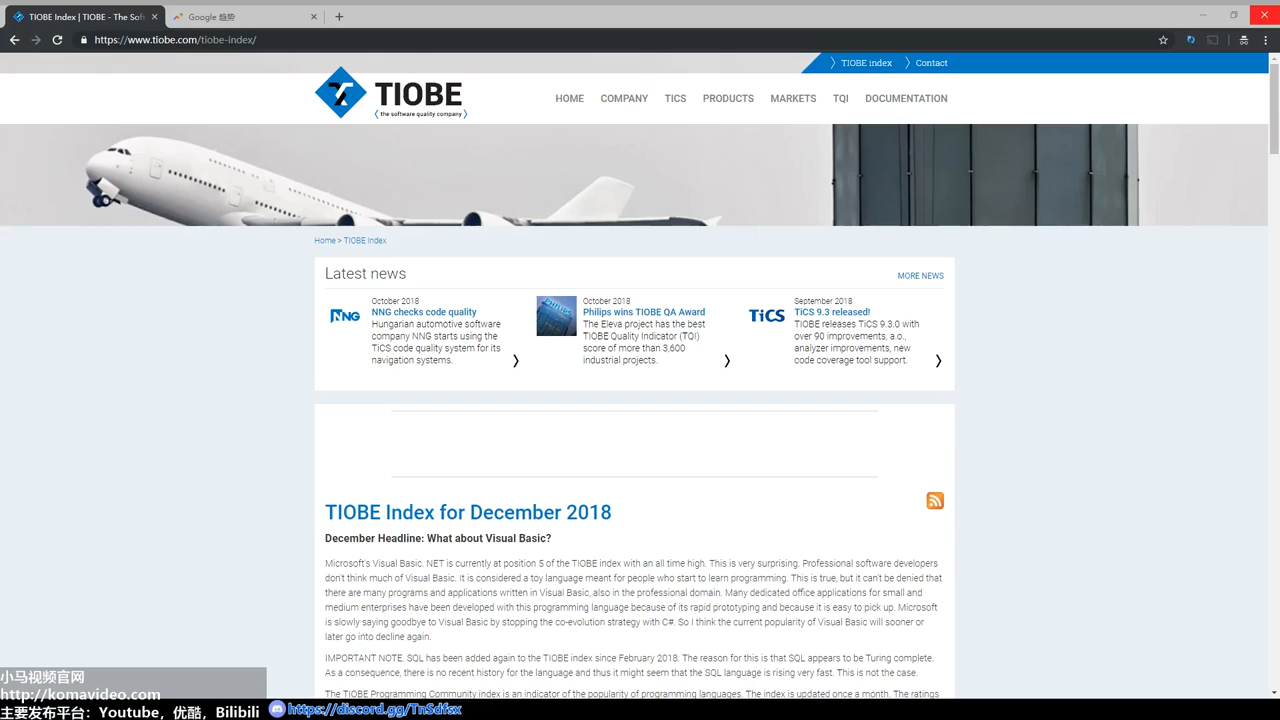 TIOBE Index | TIOBE - The Sof
Google 趋势
https://www.tiobe.com/tiobe-index/
TIOBE index
Contact
TIOBE
the software quality company
HOME COMPANY TICS PRODUCTS MARKETS TQI DOCUMENTATION
Home > TIOBE Index
Latest news
MORE NEWS
NNG
October 2018
NNG checks code quality
Hungarian automotive software
company NNG starts using the
TiCS code quality system for its
navigation systems.
October 2018
Philips wins TIOBE QA Award
The Eleva project has the best
TIOBE Quality Indicator (TQI)
score of more than 3,600
industrial projects.
TiCS
September 2018
TiCS 9.3 released!
TIOBE releases TiCS 9.3.0 with
over 90 improvements, a.o.,
analyzer improvements, new
code coverage tool support.
TIOBE Index for December 2018
December Headline: What about Visual Basic?
Microsoft's Visual Basic. NET is currently at position 5 of the TIOBE index with an all time high. This is very surprising. Professional software developers
don't think much of Visual Basic. It is considered a toy language meant for people who start to learn programming. This is true, but it can't be denied that
there are many programs and applications written in Visual Basic, also in the professional domain. Many dedicated office applications for small and
medium enterprises have been developed with this programming language because of its rapid prototyping and because it is easy to pick up. Microsoft
is slowly saying goodbye to Visual Basic by stopping the co-evolution strategy with C#. So I think the current popularity of Visual Basic will sooner or
later go into decline again.
IMPORTANT NOTE. SQL has been added again to the TIOBE index since February 2018. The reason for this is that SQL appears to be Turing complete.
As a consequence, there is no recent history for the language and thus it might seem that the SQL language is rising very fast. This is not the case.
The TIOBE Programming Community index is an indicator of the popularity of programming languages. The index is updated once a month. The ratings
小马视频官网
http://komavideo.com
主要发布平台：Youtube，优酷，Bilibili
https://discord.gg/TnSdfsx